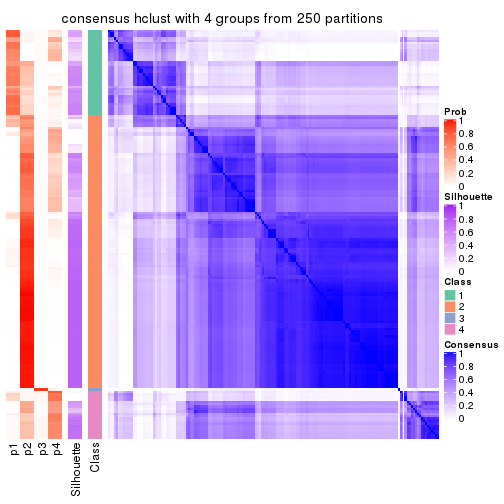 consensus hclust with 4 groups from 250 partitions
Prob
1
0.8
0.6
0.4
0.2
0
Silhouette
1
0.8
0.6
0.4
0.2
0
Class
1
2
3
4
Consensus
1
0.8
0.6
0.4
0.2
0
p1
p2
p3
p4
Silhouette
Class